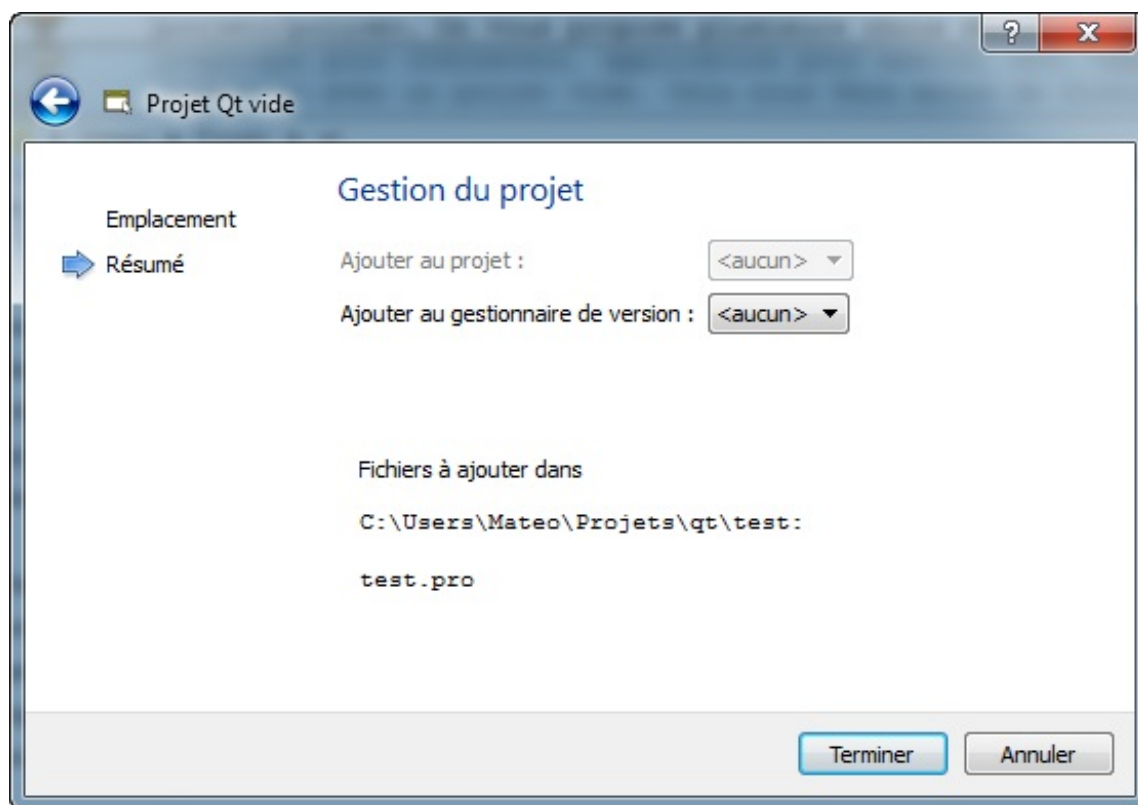 Projet Qt vide
Gestion du projet
Emplacement
Résumé
Ajouter au projet : <aucun>
Ajouter au gestionnaire de version : <aucun>
Fichiers à ajouter dans
C:\Users\Mateo\Projets\qt\test:
test.pro
Terminer Annuler